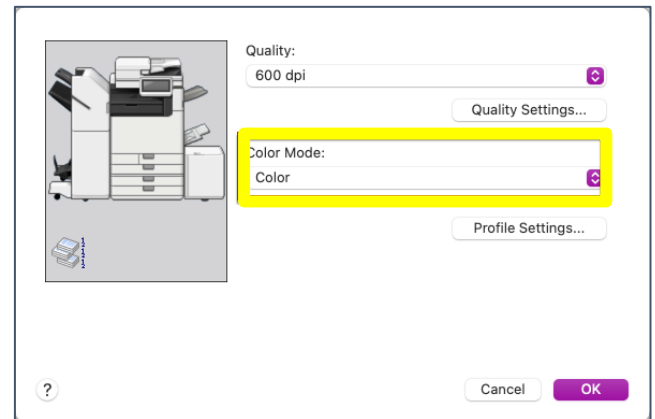 Quality:
600 dpi
Quality Settings...
Color Mode:
Color
Profile Settings...
?
Cancel
OK